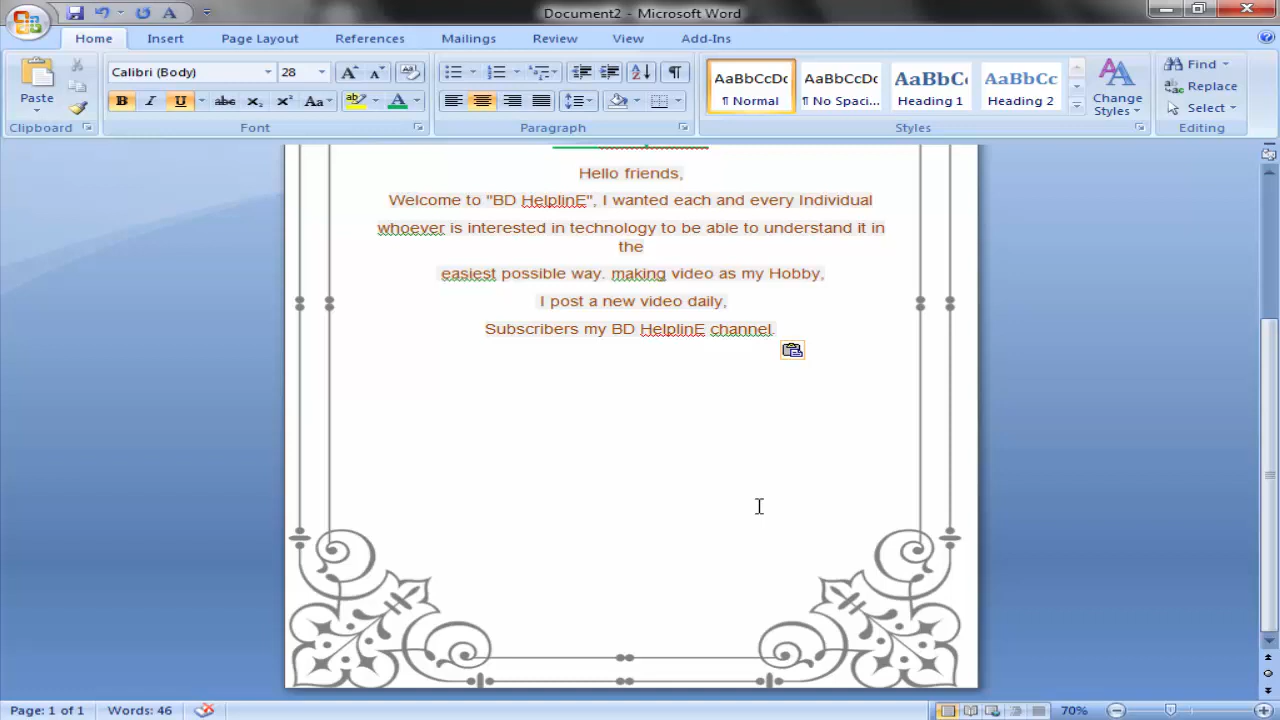 Document2 - Microsoft Word
Home Insert Page Layout References Mailings Review View Add-Ins
Paste
Clipboard
Calibri (Body) 28
B I U abc X₂ X² Aa
Font
Paragraph
AaBbCcDc AaBbCcDc AaBbC AaBbCc
¶ Normal ¶ No Spaci... Heading 1 Heading 2
Change Styles
Styles
Find
Replace
Select
Editing
Hello friends,
Welcome to "BD HelplinE", I wanted each and every Individual
whoever is interested in technology to be able to understand it in
the
easiest possible way. making video as my Hobby,
I post a new video daily,
Subscribers my BD HelplinE channel.
Page: 1 of 1 Words: 46 70%